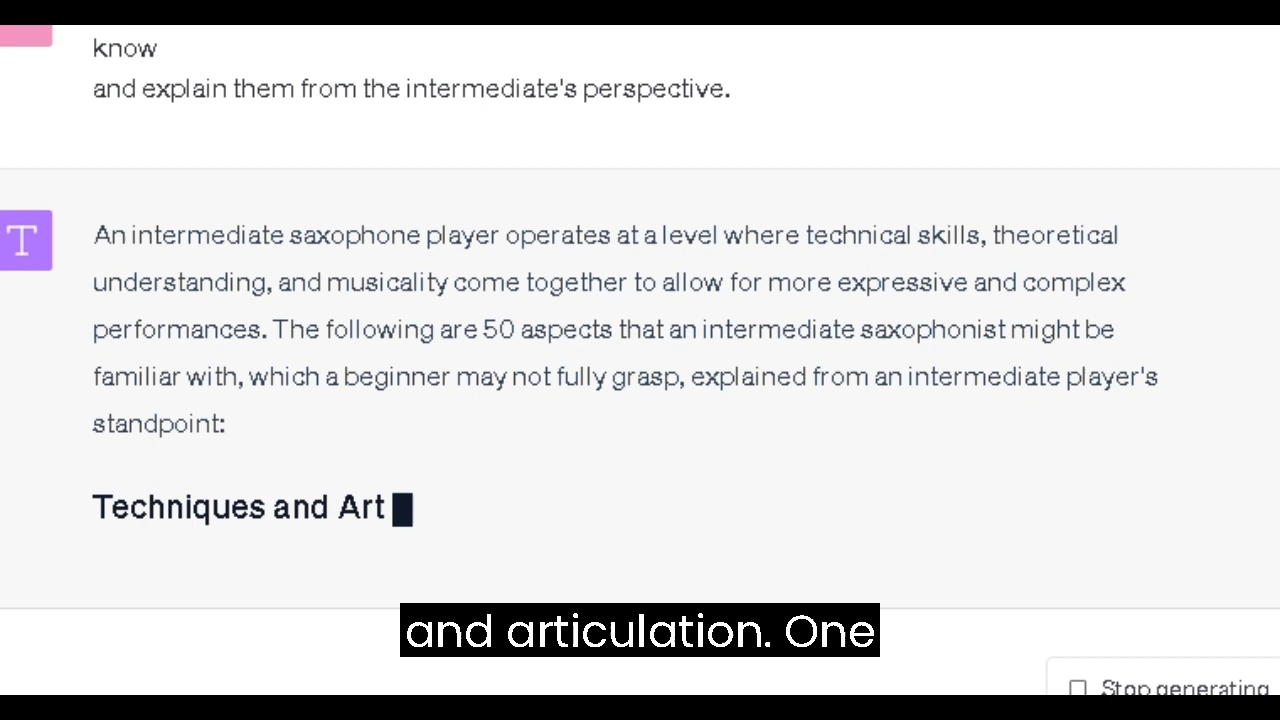 know
and explain them from the intermediate's perspective.
T
An intermediate saxophone player operates at a level where technical skills, theoretical
understanding, and musicality come together to allow for more expressive and complex
performances. The following are 50 aspects that an intermediate saxophonist might be
familiar with, which a beginner may not fully grasp, explained from an intermediate player's
standpoint:
Techniques and Art
and articulation. One
Stop generating